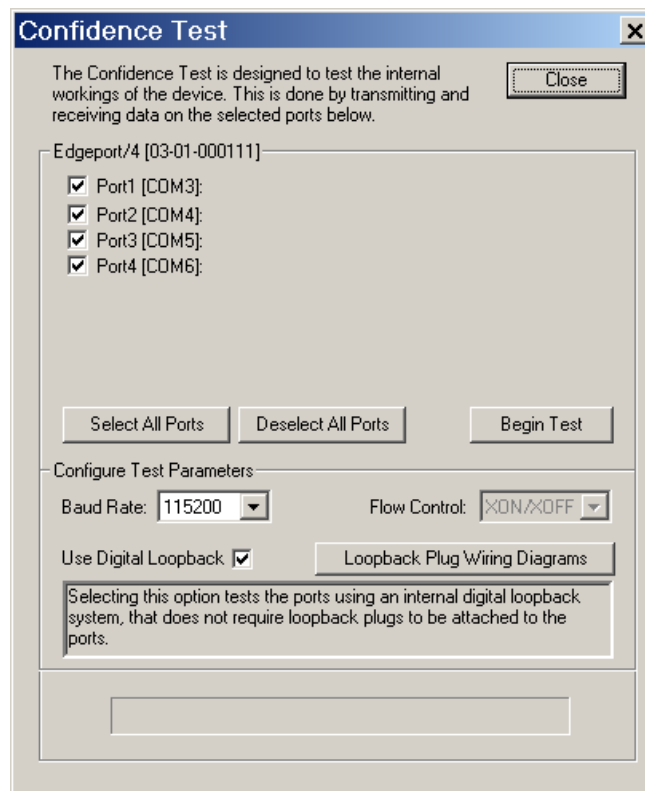 Confidence Test
The Confidence Test is designed to test the internal
workings of the device. This is done by transmitting and
receiving data on the selected ports below.
Close
Edgeport/4 [03-01-000111]
Port1 [COM3]:
Port2 [COM4]:
Port3 [COM5]:
Port4 [COM6]:
Select All Ports Deselect All Ports Begin Test
Configure Test Parameters
Baud Rate: 115200 Flow Control: XON/XOFF
Use Digital Loopback Loopback Plug Wiring Diagrams
Selecting this option tests the ports using an internal digital loopback
system, that does not require loopback plugs to be attached to the
ports.